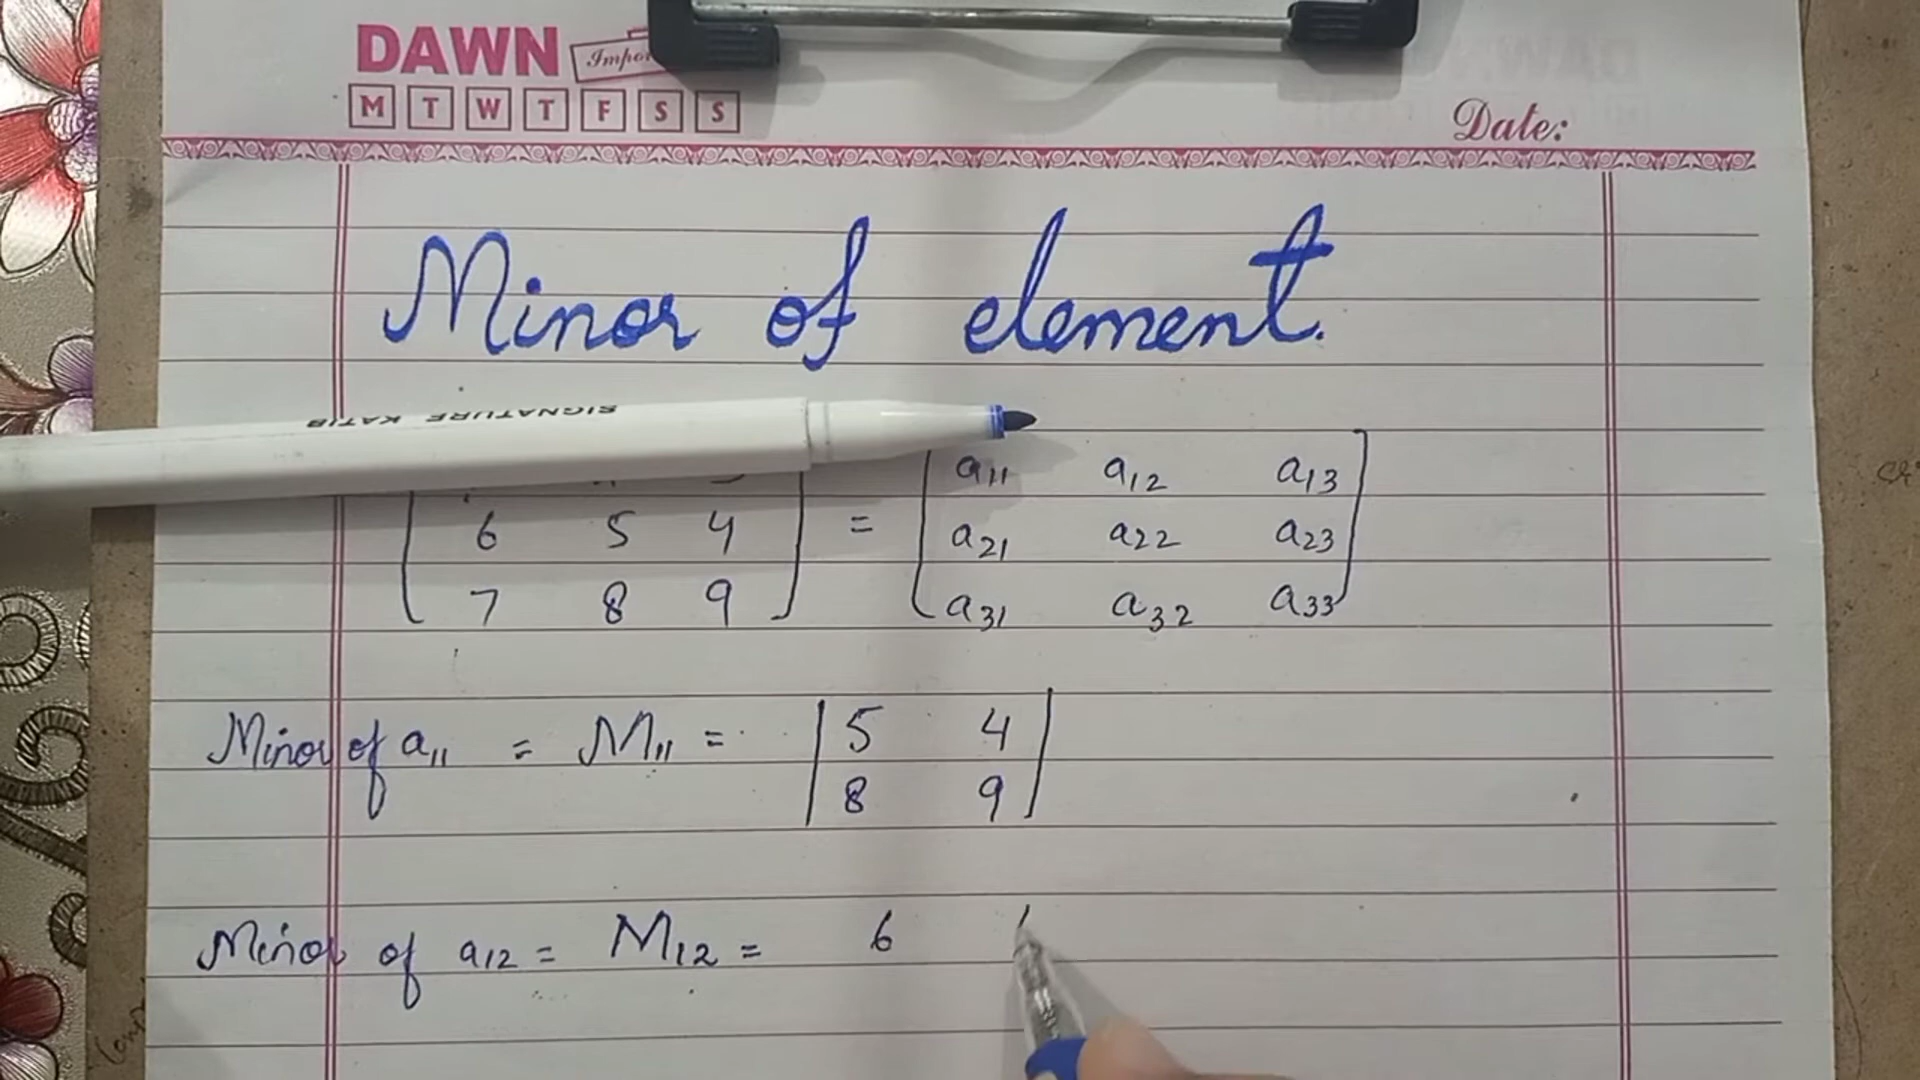 DAWN
M T W T F S S
Date:
Minor of element.
SIGNATURE KATIB
a11 a12 a13
6 5 4 = a21 a22 a23
7 8 9 a31 a32 a33
Minor of a11 = M11 = | 5 4 |
8 9
Minor of a12 = M12 = 6